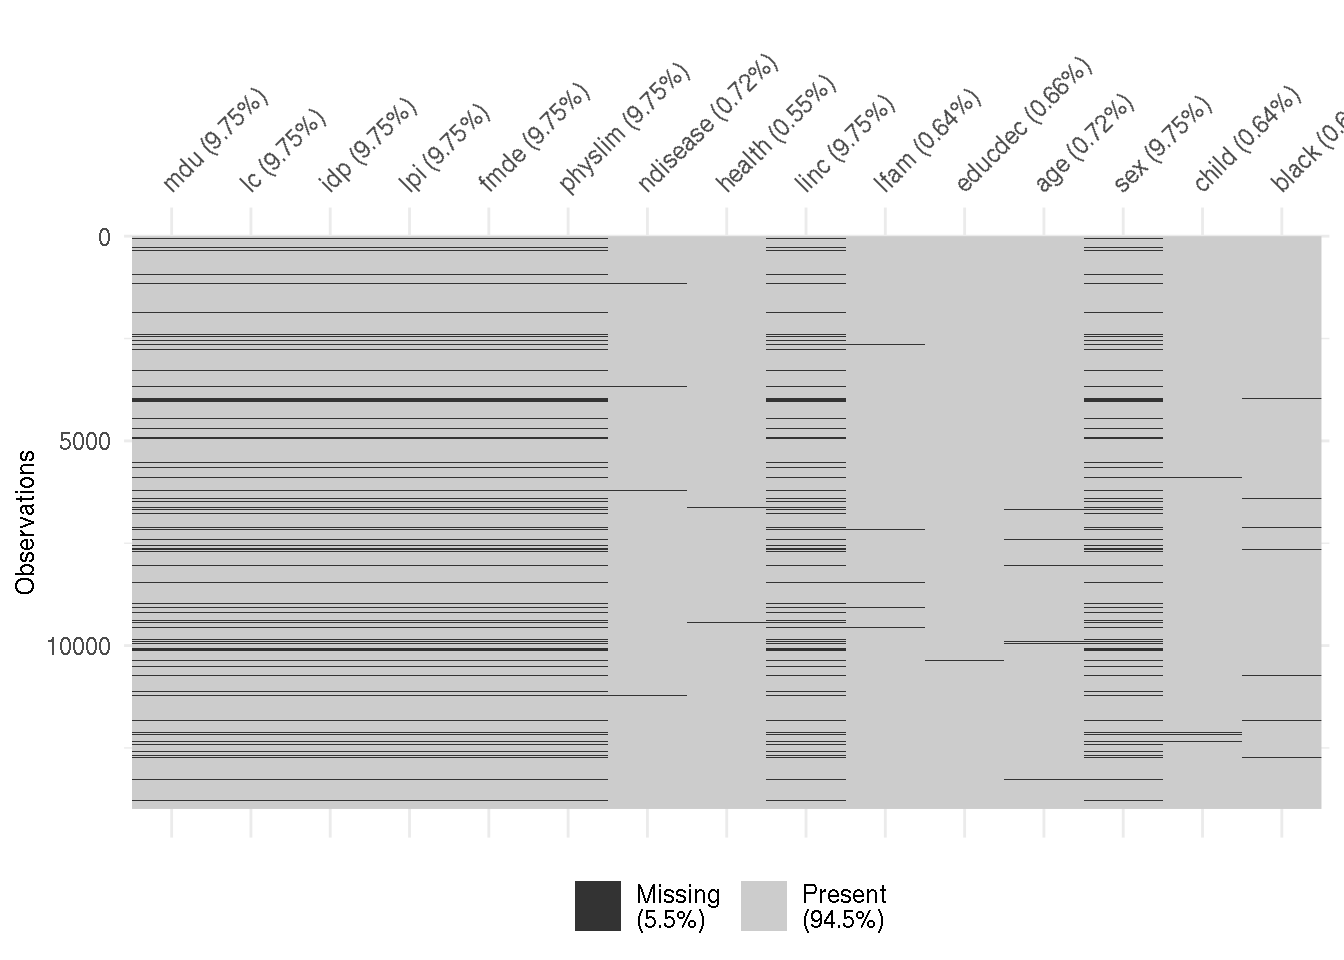 mdu (9.75%)
lc (9.75%)
idp (9.75%)
lpi (9.75%)
fmde (9.75%)
physlim (9.75%)
ndisease (0.72%)
health (0.55%)
linc (9.75%)
lfam (0.64%)
educdec (0.66%)
age (0.72%)
sex (9.75%)
child (0.64%)
black (0.6
0
5000
10000
Observations
Missing
(5.5%)
Present
(94.5%)